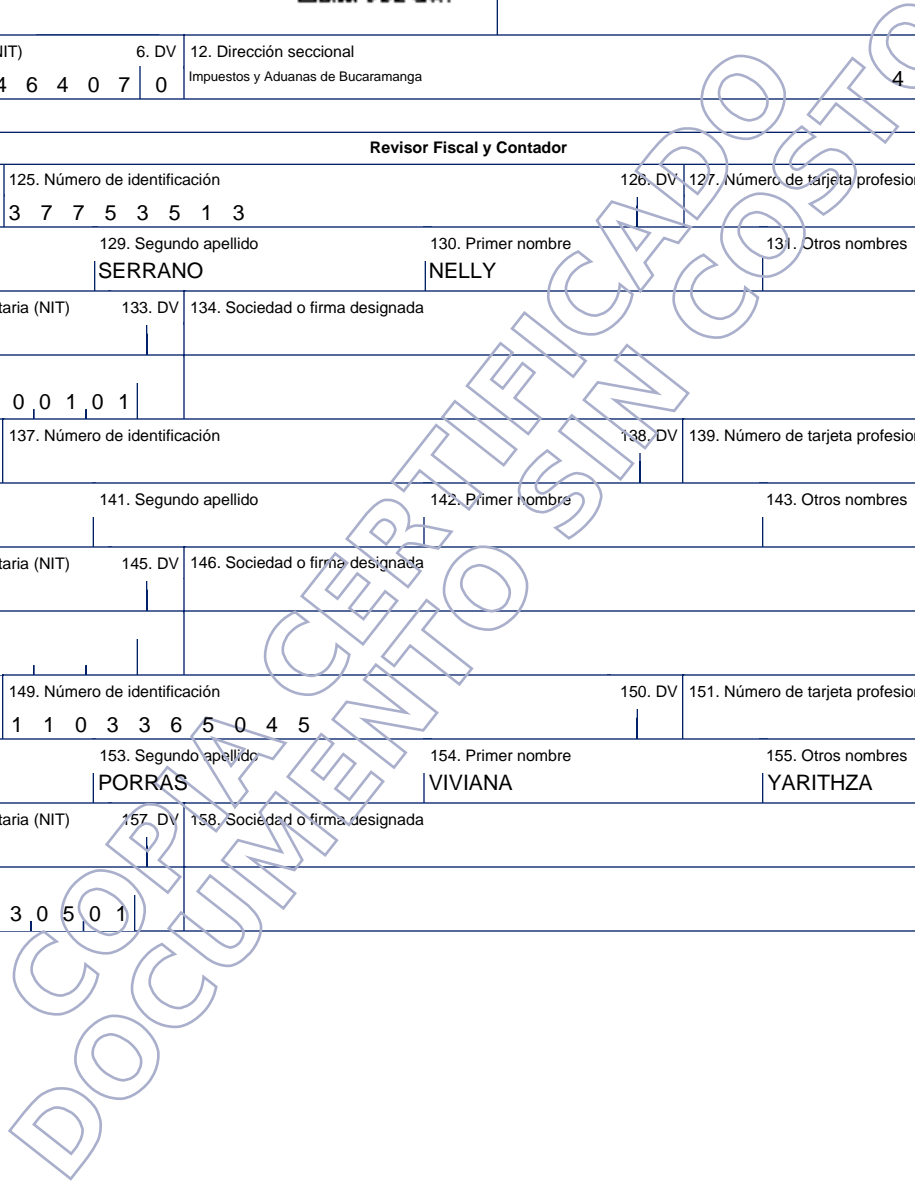 NIT) 6. DV 12. Dirección seccional
4 6 4 0 7 0 Impuestos y Aduanas de Bucaramanga 4
Revisor Fiscal y Contador
125. Número de identificación 126. DV 127. Número de tarjeta profesion
3 7 7 5 3 5 1 3
129. Segundo apellido 130. Primer nombre 131. Otros nombres
SERRANO NELLY
taria (NIT) 133. DV 134. Sociedad o firma designada
0 0 1 0 1
137. Número de identificación 138. DV 139. Número de tarjeta profesion
141. Segundo apellido 142. Primer nombre 143. Otros nombres
taria (NIT) 145. DV 146. Sociedad o firma designada
149. Número de identificación 150. DV 151. Número de tarjeta profesion
1 1 0 3 3 6 5 0 4 5
153. Segundo apellido 154. Primer nombre 155. Otros nombres
PORRAS VIVIANA YARITHZA
taria (NIT) 157. DV 158. Sociedad o firma designada
3 0 5 0 1
COPIA CERTIFICADO
DOCUMENTO SIN COSTO